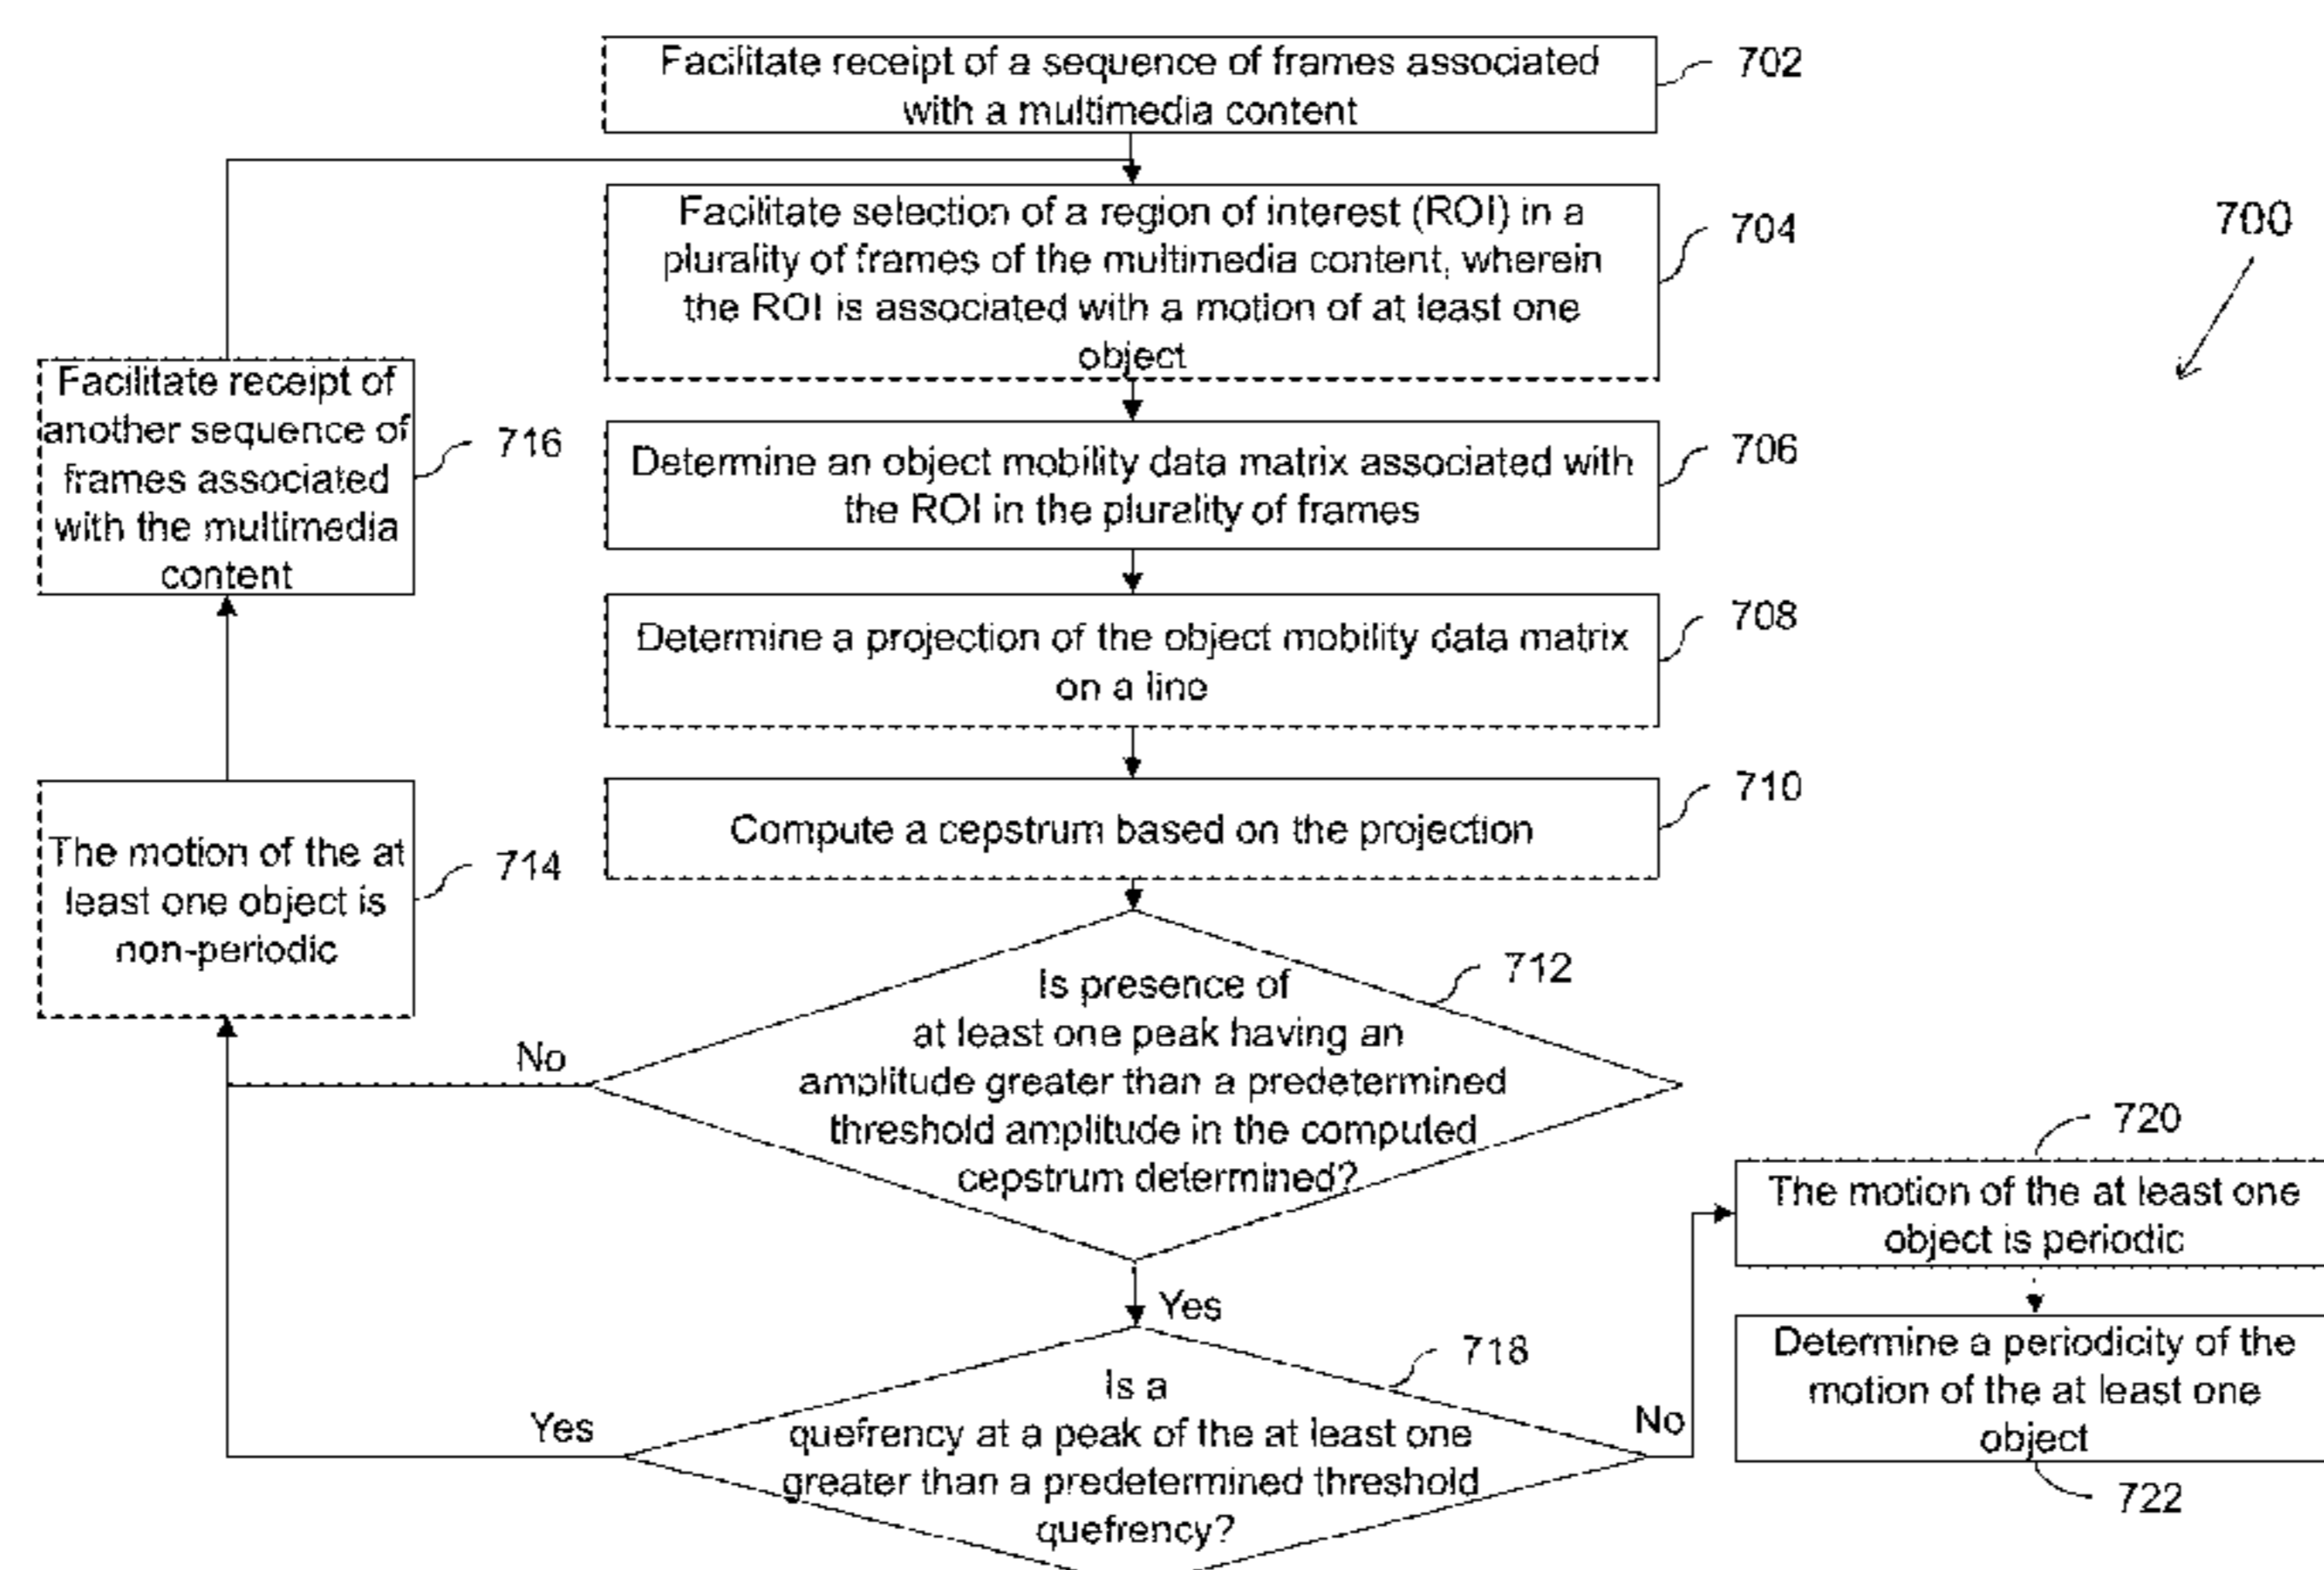 Facilitate receipt of a sequence of frames associated
with a multimedia content
702
Facilitate selection of a region of interest (ROI) in a
plurality of frames of the multimedia content, wherein
the ROI is associated with a motion of at least one
object
704
700
Facilitate receipt of
another sequence of
frames associated
with the multimedia
content
716
Determine an object mobility data matrix associated with
the ROI in the plurality of frames
706
Determine a projection of the object mobility data matrix
on a line
708
Compute a cepstrum based on the projection
710
The motion of the at
least one object is
non-periodic
714
Is presence of
at least one peak having an
amplitude greater than a predetermined
threshold amplitude in the computed
cepstrum determined?
712
No
Yes
720
The motion of the at least one
object is periodic
Is a
quefrency at a peak of the at least one
greater than a predetermined threshold
quefrency?
718
Yes
No
Determine a periodicity of the
motion of the at least one
object
722